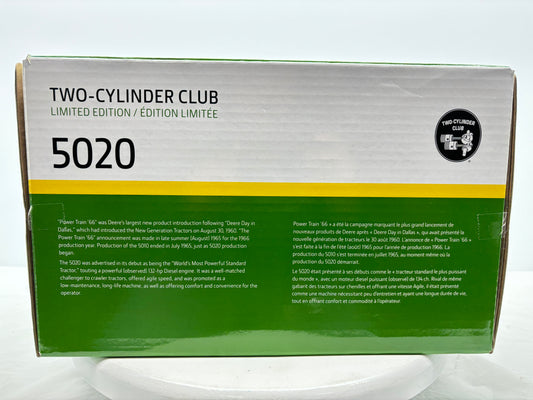 TWO-CYLINDER CLUB
LIMITED EDITION / ÉDITION LIMITÉE
5020
TWO-CYLINDER
CLUB
"Power Train '66" was Deere's largest new product introduction following "Deere Day in
Dallas," which had introduced the New Generation Tractors on August 30, 1960. "The
Power Train '66" announcement was made in late summer (August) 1965 for the 1966
production year. Production of the 5010 ended in July 1965, just as 5020 production
began.
The 5020 was advertised in its debut as being the "World's Most Powerful Standard
Tractor," touting a powerful (observed) 132-hp Diesel engine. It was a well-matched
challenger to crawler tractors, offered agile speed, and was promoted as a
low-maintenance, long-life machine, as well as offering comfort and convenience for the
operator.
Power Train '66 » a été la campagne marquant le plus grand lancement de
nouveaux produits de Deere après « Deere Day in Dallas », qui avait présenté la
nouvelle génération de tracteurs le 30 août 1960. L'annonce de « Power Train '66 »
s'est faite à la fin de l'été (août) 1965 pour l'année de production 1966. La
production du 5010 s'est terminée en juillet 1965, au moment même où la
production du 5020 démarrait.
Le 5020 était présenté à ses débuts comme le « tracteur standard le plus puissant
du monde », avec un moteur diesel puissant (observé) de 134 ch. Rival de même
gabarit des tracteurs sur chenilles et offrant une vitesse Agile, il était présenté
comme une machine nécessitant peu d'entretien et ayant une longue durée de vie,
tout en offrant confort et commodité à l'opérateur.